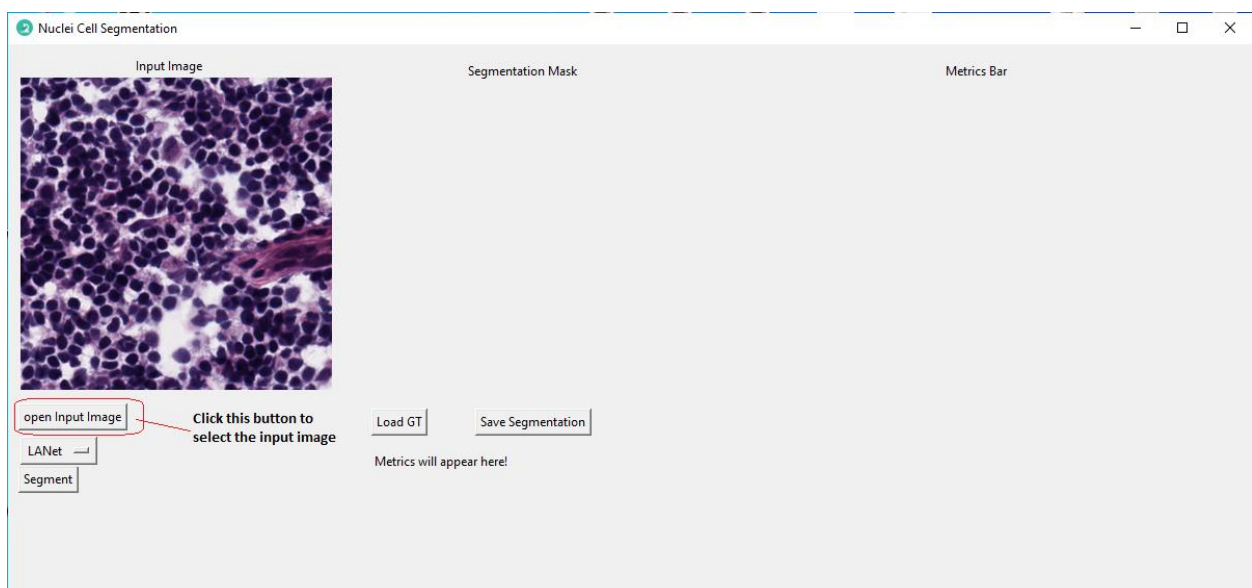 Nuclei Cell Segmentation
Input Image
Segmentation Mask
Metrics Bar
open Input Image
Click this button to
select the input image
Load GT
Save Segmentation
LANet
Metrics will appear here!
Segment